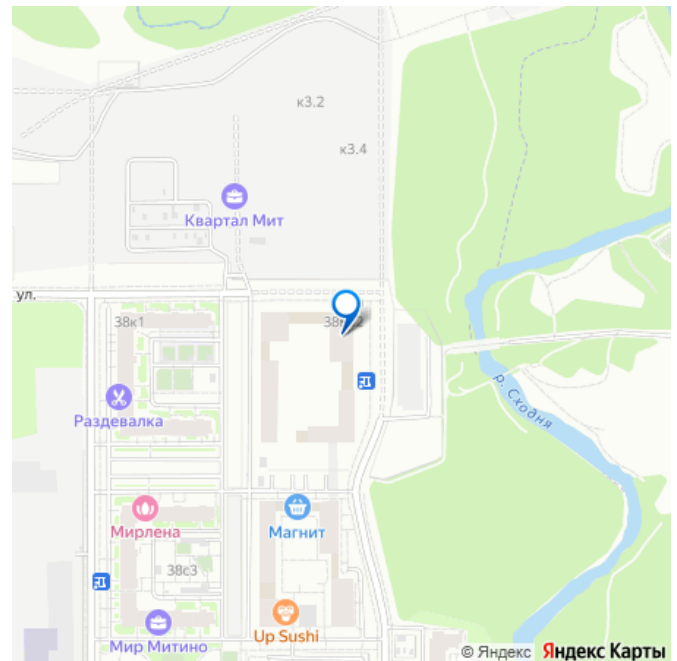 к3.2
к3.4
Квартал Мит
ул.
38к1
Раздевалка
р. Сходня
Мирлена
Магнит
38с3
Up Sushi
Мир Митино
© Яндекс Яндекс Карты